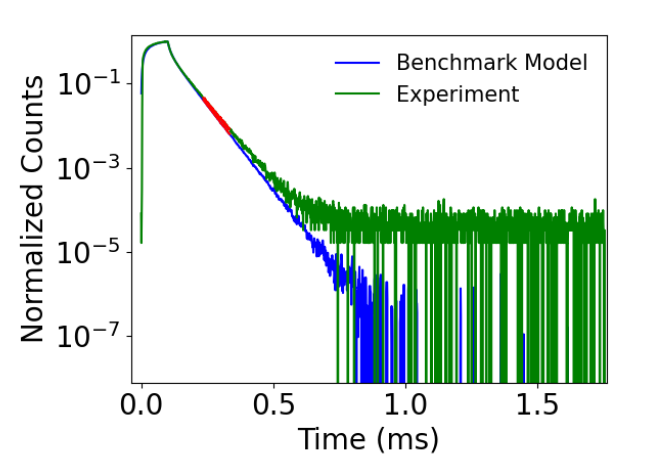 Normalized Counts
10⁻¹
10⁻³
10⁻⁵
10⁻⁷
Benchmark Model
Experiment
0.0 0.5 1.0 1.5
Time (ms)